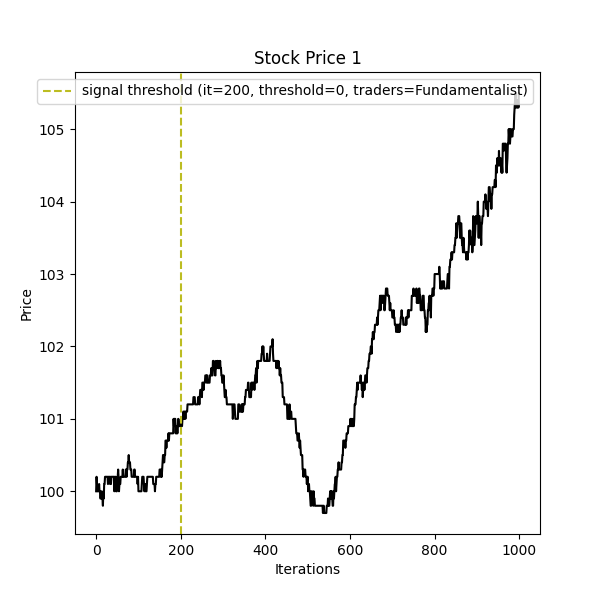 Stock Price 1
signal threshold (it=200, threshold=0, traders=Fundamentalist)
105
104
103
102
101
100
Price
0 200 400 600 800 1000
Iterations